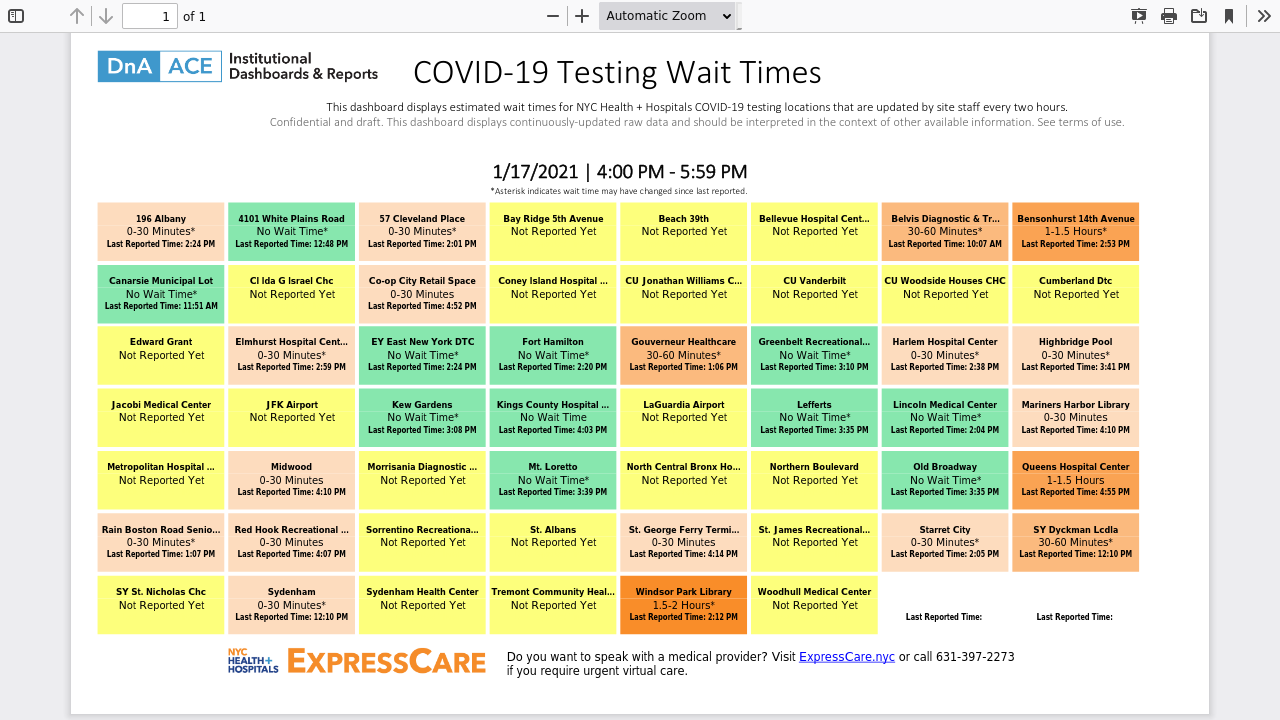 1 of 1
Automatic Zoom
DnA ACE Institutional
Dashboards & Reports
COVID-19 Testing Wait Times
This dashboard displays estimated wait times for NYC Health + Hospitals COVID-19 testing locations that are updated by site staff every two hours.
Confidential and draft. This dashboard displays continuously-updated raw data and should be interpreted in the context of other available information. See terms of use.
1/17/2021 | 4:00 PM - 5:59 PM
*Asterisk indicates wait time may have changed since last reported.
196 Albany
0-30 Minutes*
Last Reported Time: 2:24 PM
4101 White Plains Road
No Wait Time*
Last Reported Time: 12:48 PM
57 Cleveland Place
0-30 Minutes*
Last Reported Time: 2:01 PM
Bay Ridge 5th Avenue
Not Reported Yet
Beach 39th
Not Reported Yet
Bellevue Hospital Cent...
Not Reported Yet
Belvis Diagnostic & Tr...
30-60 Minutes*
Last Reported Time: 10:07 AM
Bensonhurst 14th Avenue
1-1.5 Hours*
Last Reported Time: 2:53 PM
Canarsie Municipal Lot
No Wait Time*
Last Reported Time: 11:51 AM
CI Ida G Israel Chc
Not Reported Yet
Co-op City Retail Space
0-30 Minutes
Last Reported Time: 4:52 PM
Coney Island Hospital ...
Not Reported Yet
CU Jonathan Williams C...
Not Reported Yet
CU Vanderbilt
Not Reported Yet
CU Woodside Houses CHC
Not Reported Yet
Cumberland Dtc
Not Reported Yet
Edward Grant
Not Reported Yet
Elmhurst Hospital Cent...
0-30 Minutes*
Last Reported Time: 2:59 PM
EY East New York DTC
No Wait Time*
Last Reported Time: 2:24 PM
Fort Hamilton
No Wait Time*
Last Reported Time: 2:20 PM
Gouverneur Healthcare
30-60 Minutes*
Last Reported Time: 1:06 PM
Greenbelt Recreational...
No Wait Time*
Last Reported Time: 3:10 PM
Harlem Hospital Center
0-30 Minutes*
Last Reported Time: 2:38 PM
Highbridge Pool
0-30 Minutes*
Last Reported Time: 3:41 PM
Jacobi Medical Center
Not Reported Yet
JFK Airport
Not Reported Yet
Kew Gardens
No Wait Time*
Last Reported Time: 3:08 PM
Kings County Hospital ...
No Wait Time
Last Reported Time: 4:03 PM
LaGuardia Airport
Not Reported Yet
Lefferts
No Wait Time*
Last Reported Time: 3:35 PM
Lincoln Medical Center
No Wait Time*
Last Reported Time: 2:04 PM
Mariners Harbor Library
0-30 Minutes
Last Reported Time: 4:10 PM
Metropolitan Hospital ...
Not Reported Yet
Midwood
0-30 Minutes
Last Reported Time: 4:10 PM
Morrisania Diagnostic ...
Not Reported Yet
Mt. Loretto
No Wait Time*
Last Reported Time: 3:39 PM
North Central Bronx Ho...
Not Reported Yet
Northern Boulevard
Not Reported Yet
Old Broadway
No Wait Time*
Last Reported Time: 3:35 PM
Queens Hospital Center
1-1.5 Hours
Last Reported Time: 4:55 PM
Rain Boston Road Senio...
0-30 Minutes*
Last Reported Time: 1:07 PM
Red Hook Recreational ...
0-30 Minutes
Last Reported Time: 4:07 PM
Sorrentino Recreationa...
Not Reported Yet
St. Albans
Not Reported Yet
St. George Ferry Termi...
0-30 Minutes
Last Reported Time: 4:14 PM
St. James Recreational...
Not Reported Yet
Starret City
0-30 Minutes*
Last Reported Time: 2:05 PM
SY Dyckman Lcdla
30-60 Minutes*
Last Reported Time: 12:10 PM
SY St. Nicholas Chc
Not Reported Yet
Sydenham
0-30 Minutes*
Last Reported Time: 12:10 PM
Sydenham Health Center
Not Reported Yet
Tremont Community Heal...
Not Reported Yet
Windsor Park Library
1.5-2 Hours*
Last Reported Time: 2:12 PM
Woodhull Medical Center
Not Reported Yet
Last Reported Time:
Last Reported Time:
NYC
HEALTH+
HOSPITALS
EXPRESSCARE
Do you want to speak with a medical provider? Visit ExpressCare.nyc or call 631-397-2273
if you require urgent virtual care.